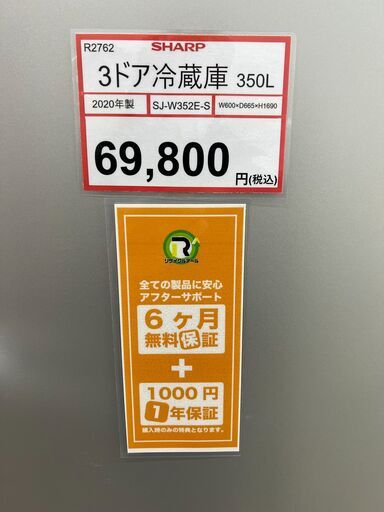 R2762 SHARP
3ドア冷蔵庫 350L
2020年製 SJ-W352E-S W600×D665×H1690
69,800 円(税込)
R
リサイクルアール
全ての製品に安心
アフターサポート
6ヶ月
無料保証
+
1000円
1年保証
購入時のみの特典となります。